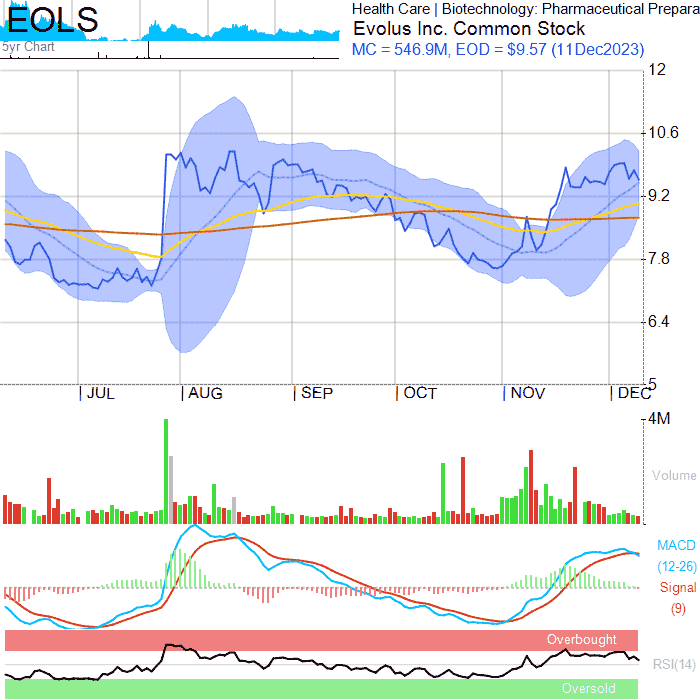 EOLS
5yr Chart
Health Care | Biotechnology: Pharmaceutical Prepara
Evolus Inc. Common Stock
MC = 546.9M, EOD = $9.57 (11Dec2023)
12
10.6
9.2
7.8
6.4
5
JUL AUG SEP OCT NOV DEC
4M
Volume
MACD
(12-26)
Signal
(9)
Overbought
RSI(14)
Oversold